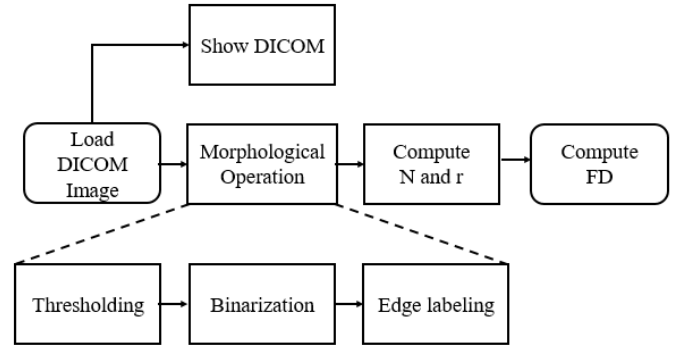 Show DICOM
Load
DICOM
Image
Morphological
Operation
Compute
N and r
Compute
FD
Thresholding
Binarization
Edge labeling